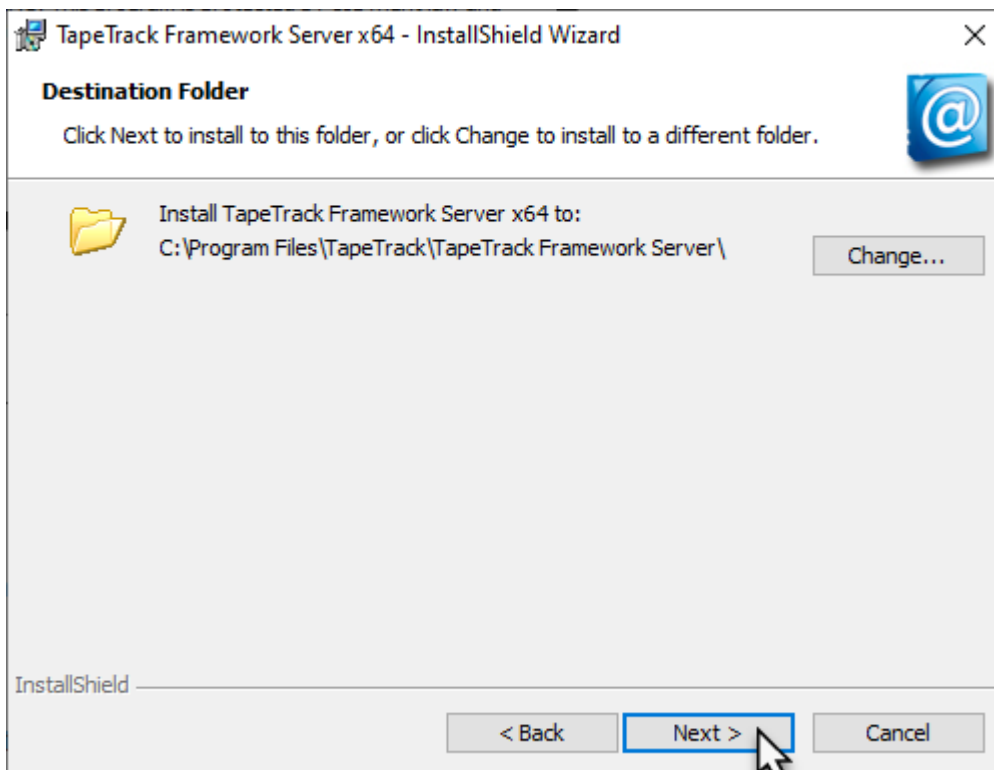 TapeTrack Framework Server x64 - InstallShield Wizard
Destination Folder
Click Next to install to this folder, or click Change to install to a different folder.
Install TapeTrack Framework Server x64 to:
C:\Program Files\TapeTrack\TapeTrack Framework Server\
Change...
InstallShield
< Back
Next >
Cancel